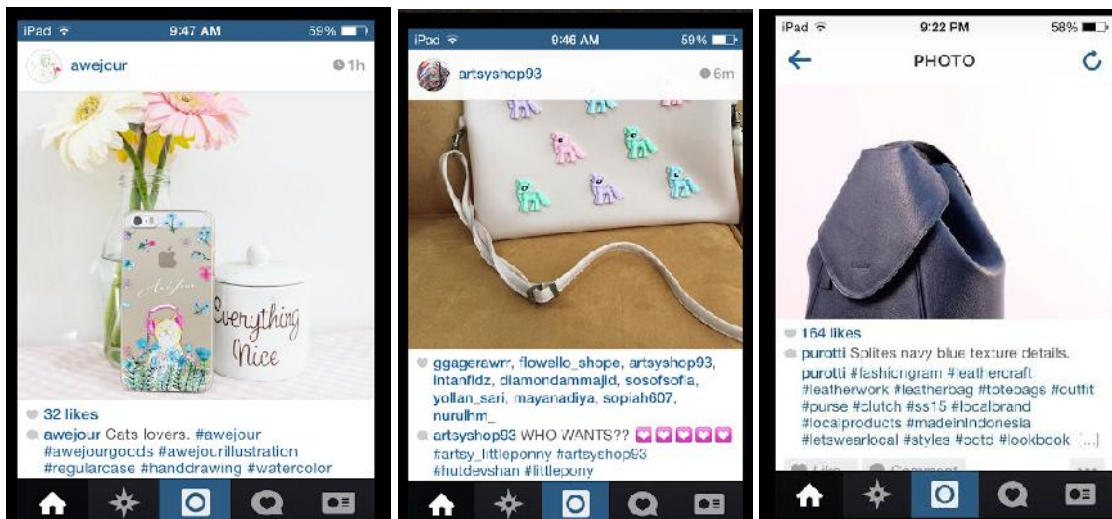 iPad 9:47 AM 59%
awejour 1h
Everything
Nice
32 likes
awejour Cats lovers. #awejour
#awejourgoods #awejourillustration
#regularcase #handdrawing #watercolor
iPad 9:46 AM 59%
artsyshop93 6m
ggagerawrr, flowello_shope, artsyshop93,
intanfidz, diamondammajid, sosofsofia,
yollan_sari, mayanadiya, sopiah607,
nurulhm_
artsyshop93 WHO WANTS??
#artsy_littleponny #artsyshop93
#hutdevshan #littlepony
iPad 9:22 PM 58%
PHOTO
164 likes
purotti Splites navy blue texture details.
purotti #fashiongram #leathercraft
#leatherwork #leatherbag #totebags #outfit
#purse #clutch #ss15 #localbrand
#localproducts #madeinindonesia
#letswearlocal #styles #ootd #lookbook [...]
Like Comment